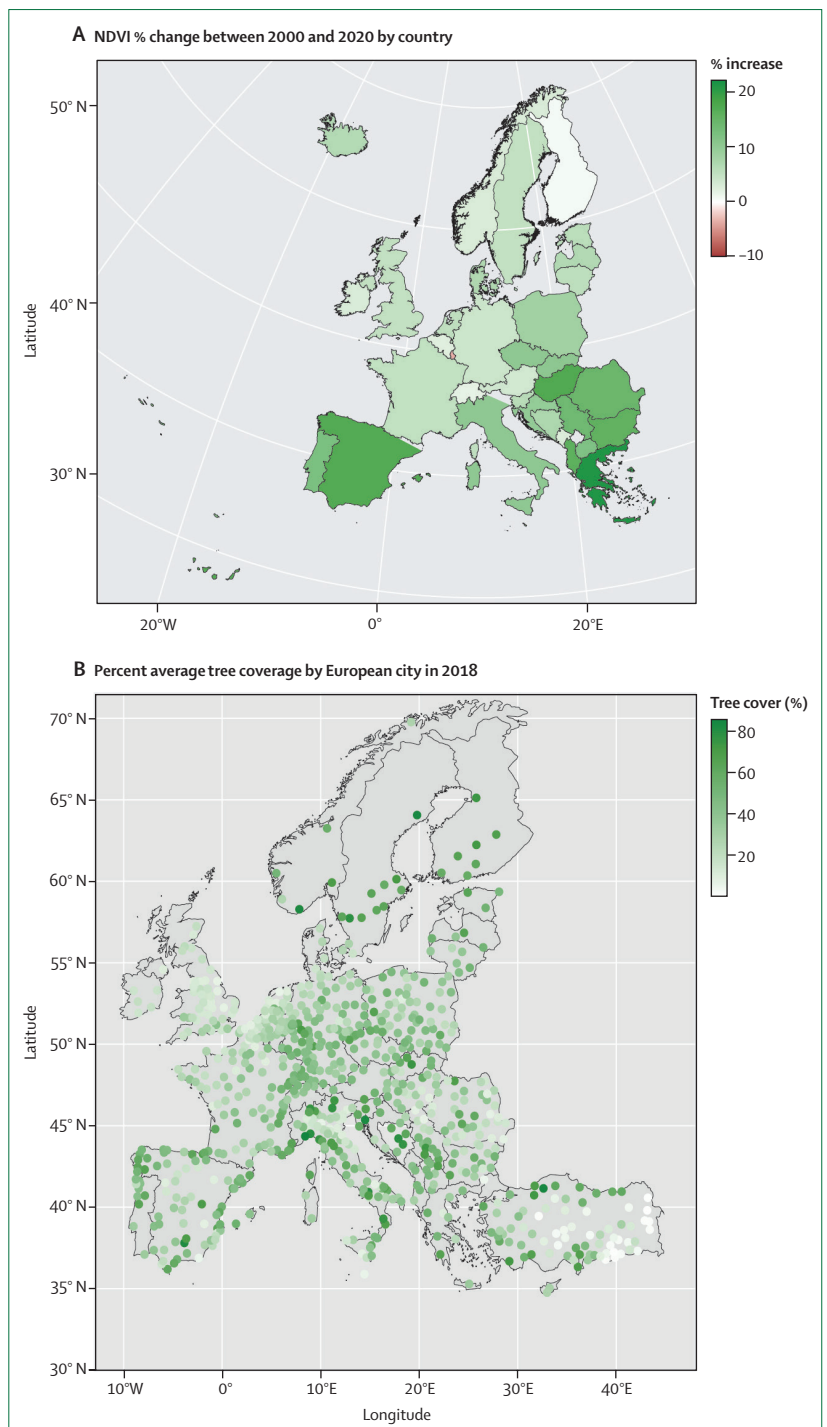 A NDVI % change between 2000 and 2020 by country
% increase
20
10
0
–10
50° N
40° N
30° N
Latitude
20°W
0°
20°E
B Percent average tree coverage by European city in 2018
Tree cover (%)
80
60
40
20
70° N
65° N
60° N
55° N
50° N
45° N
40° N
35° N
30° N
Latitude
10°W
0°
10°E
20°E
30°E
40°E
Longitude